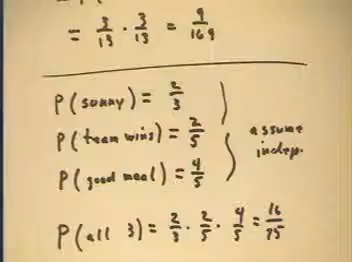 = 3/13 · 3/13 = 9/169
P(sunny) = 2/3
P(team wins) = 2/5
P(good meal) = 4/5
assume
indep.
P(all 3) = 2/3 · 2/5 · 4/5 = 16/75